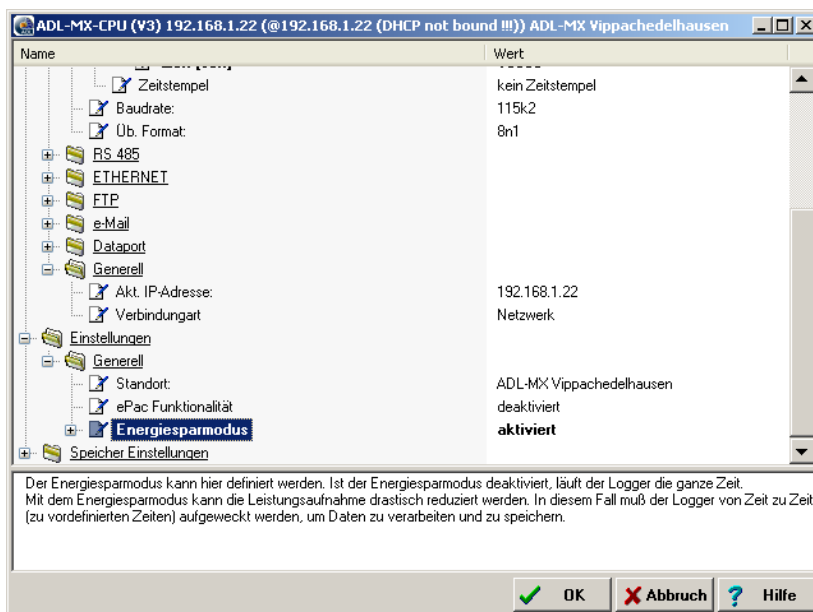 ADL-MX-CPU (V3) 192.168.1.22 (@192.168.1.22 (DHCP not bound !!!)) ADL-MX Vippachedelhausen
Name Wert
Zeitstempel kein Zeitstempel
Baudrate: 115k2
Üb. Format: 8n1
RS 485
ETHERNET
FTP
e-Mail
Dataport
Generell
Akt. IP-Adresse: 192.168.1.22
Verbindungart Netzwerk
Einstellungen
Generell
Standort: ADL-MX Vippachedelhausen
ePac Funktionalität deaktiviert
Energiesparmodus aktiviert
Speicher Einstellungen
Der Energiesparmodus kann hier definiert werden. Ist der Energiesparmodus deaktiviert, läuft der Logger die ganze Zeit.
Mit dem Energiesparmodus kann die Leistungsaufnahme drastisch reduziert werden. In diesem Fall muß der Logger von Zeit zu Zeit
(zu vordefinierten Zeiten) aufgeweckt werden, um Daten zu verarbeiten und zu speichern.
OK Abbruch Hilfe